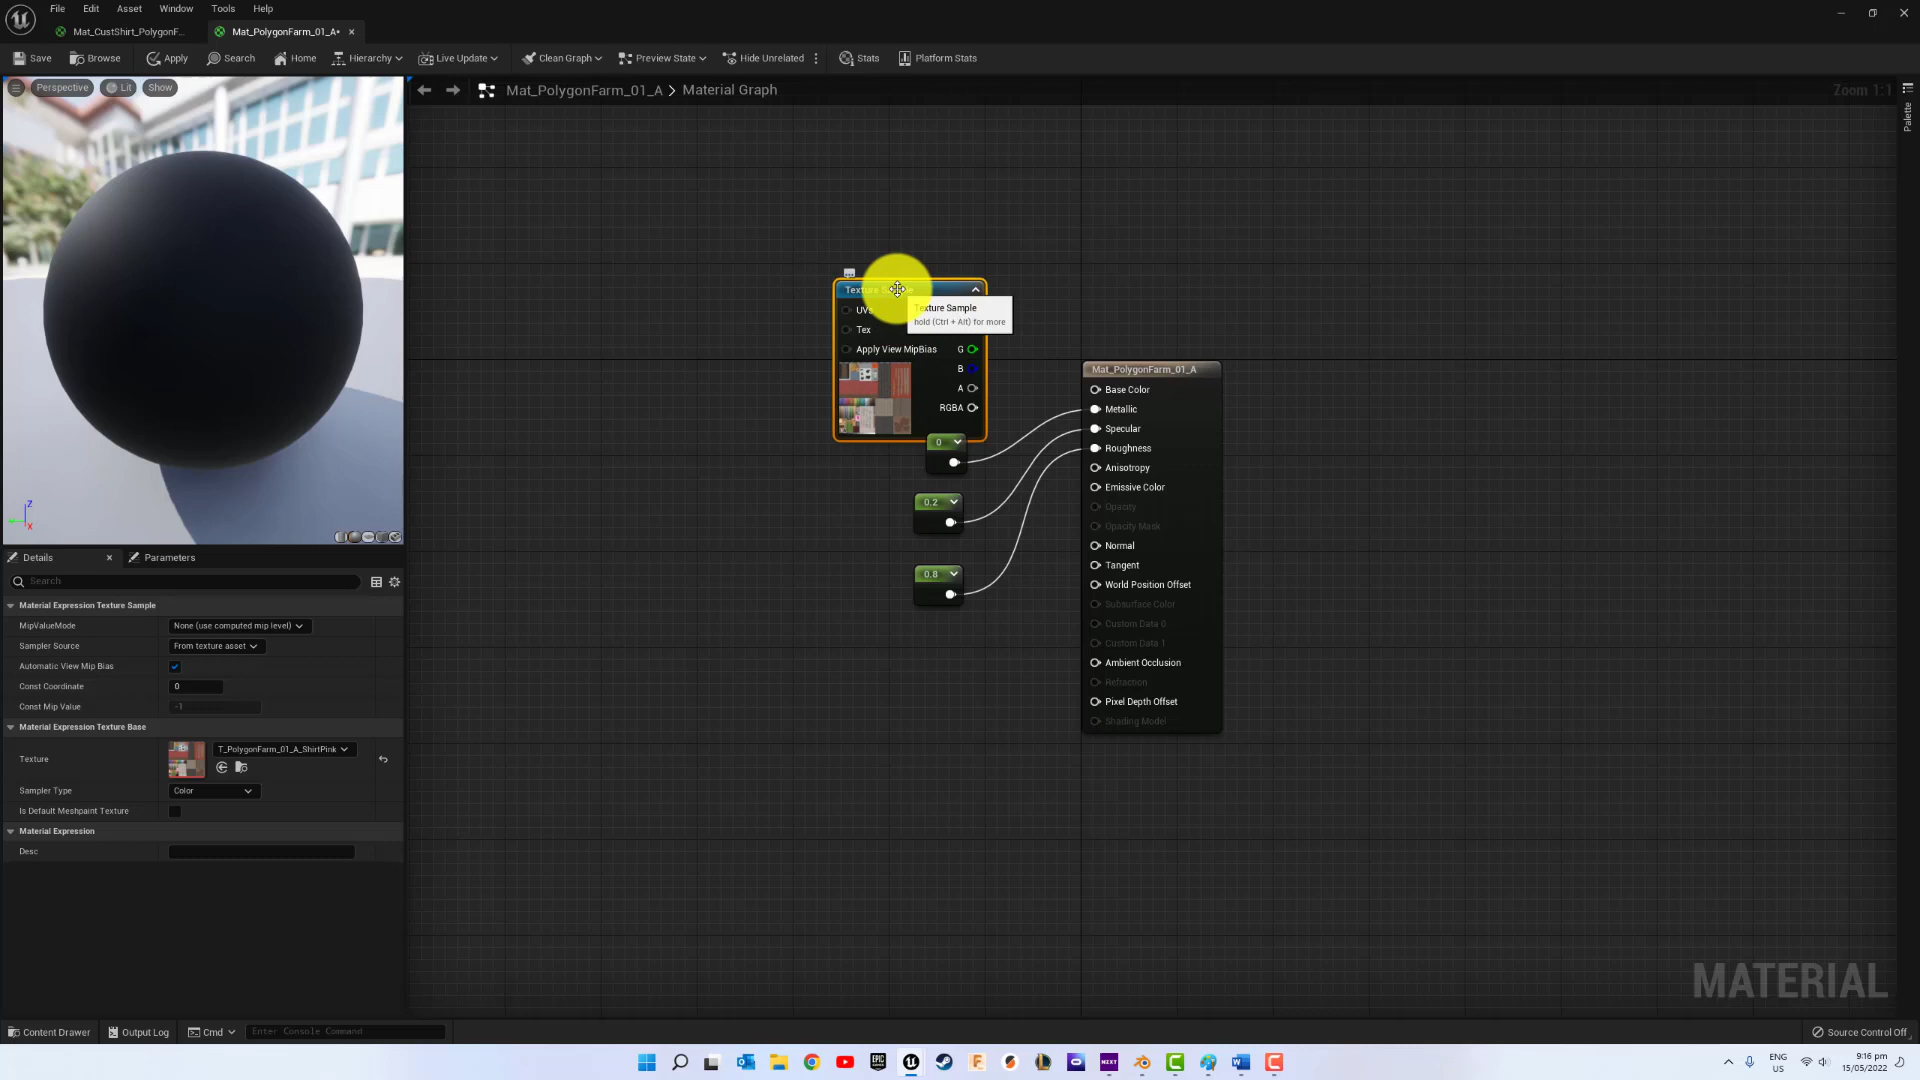 File Edit Asset Window Tools Help
Mat_CustShirt_PolygonF...
Mat_PolygonFarm_01_A•
Save Browse Apply Search Home Hierarchy Live Update Clean Graph Preview State Hide Unrelated Stats Platform Stats
Perspective Lit Show
Mat_PolygonFarm_01_A > Material Graph
Zoom 1:1
Palette
Texture Sample
hold (Ctrl + Alt) for more
UVs
Tex
Apply View MipBias G
B
A
RGBA
0
0.2
0.8
Mat_PolygonFarm_01_A
Base Color
Metallic
Specular
Roughness
Anisotropy
Emissive Color
Opacity
Opacity Mask
Normal
Tangent
World Position Offset
Subsurface Color
Custom Data 0
Custom Data 1
Ambient Occlusion
Refraction
Pixel Depth Offset
Shading Model
Z
X
Details Parameters
Search
Material Expression Texture Sample
MipValueMode None (use computed mip level)
Sampler Source From texture asset
Automatic View Mip Bias
Const Coordinate 0
Const Mip Value -1
Material Expression Texture Base
Texture T_PolygonFarm_01_A_ShirtPink
Sampler Type Color
Is Default Meshpaint Texture
Material Expression
Desc
MATERIAL
Content Drawer Output Log Cmd Enter Console Command Source Control Off
EPIC GAMES
NZXT
ENG
US
9:16 pm
15/05/2022